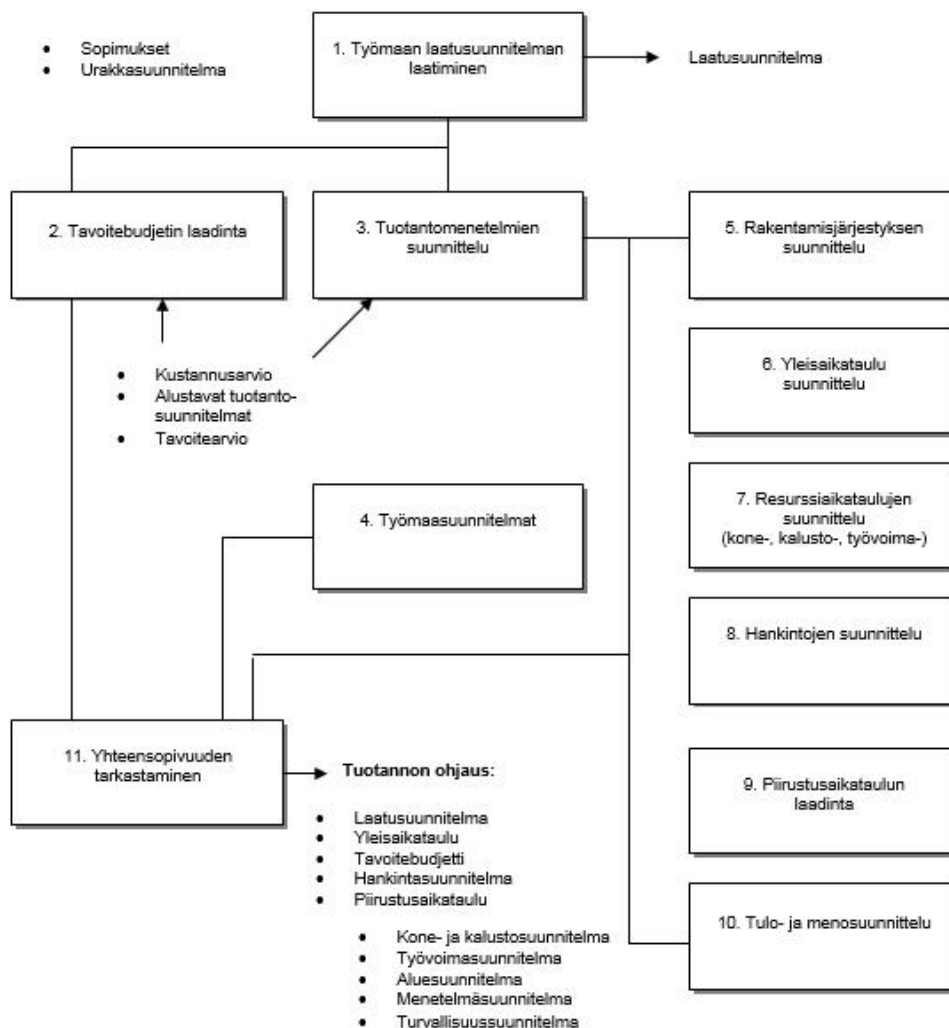 • Sopimukset
• Urakkasuunnitelma
1. Työmaan laatusuunnitelman
laatiminen
Laatusuunnitelma
2. Tavoitebudjetin laadinta
3. Tuotantomenetelmien
suunnittelu
5. Rakentamisjärjestyksen
suunnittelu
• Kustannusarvio
• Alustavat tuotanto-
suunnitelmat
• Tavoitearvio
6. Yleisaikataulu
suunnittelu
4. Työmaasuunnitelmat
7. Resurssiaikataulujen
suunnittelu
(kone-, kalusto-, työvoima-)
8. Hankintojen suunnittelu
11. Yhteensopivuuden
tarkastaminen
Tuotannon ohjaus:
• Laatusuunnitelma
• Yleisaikataulu
• Tavoitebudjetti
• Hankintasuunnitelma
• Piirustusaikataulu
• Kone- ja kalustosuunnitelma
• Työvoimasuunnitelma
• Aluesuunnitelma
• Menetelmäsuunnitelma
• Turvallisuussuunnitelma
9. Piirustusaikataulun
laadinta
10. Tulo- ja menosuunnittelu